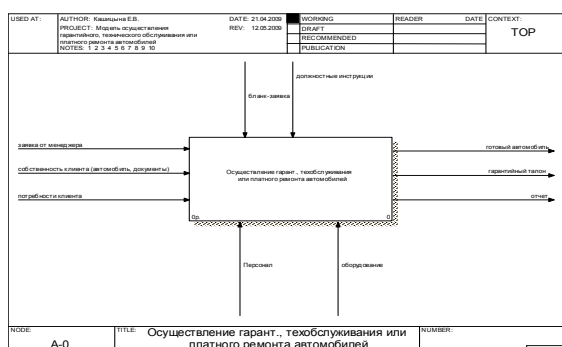 USED AT: AUTHOR: Кашицына Е.В. DATE: 21.04.2009 WORKING READER DATE CONTEXT:
PROJECT: Модель осуществления REV: 12.05.2009 DRAFT TOP
гарантийного, технического обслуживания или RECOMMENDED
платного ремонта автомобилей
NOTES: 1 2 3 4 5 6 7 8 9 10 PUBLICATION
должностные инструкции
бланк-заявка
заявка от менеджера
готовый автомобиль
собственность клиента (автомобиль, документы)
Осуществление гарант., техобслуживания
или платного ремонта автомобилей
гарантийный талон
потребности клиента
отчет
0р. 0
Персонал
оборудование
NODE: TITLE: Осуществление гарант., техобслуживания или NUMBER:
A-0 платного ремонта автомобилей